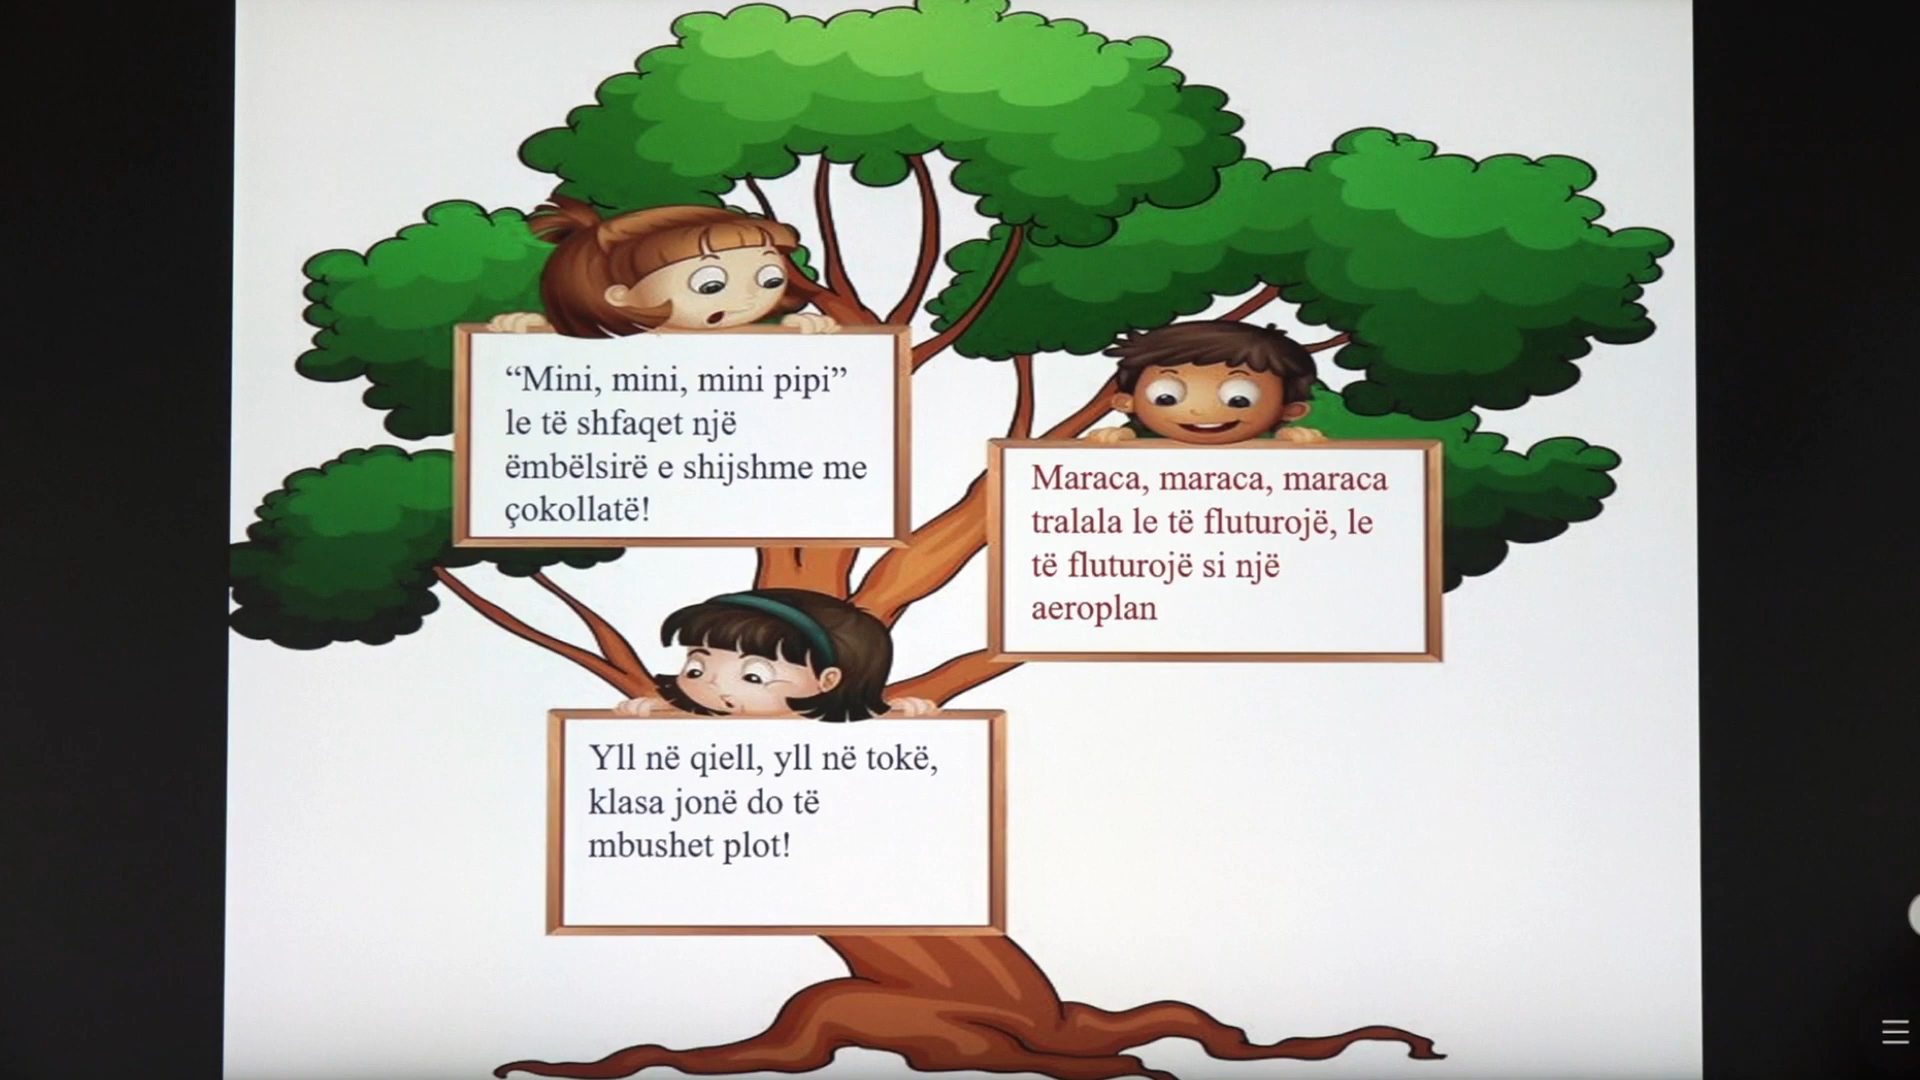 “Mini, mini, mini pipi”
le të shfaqet një
ëmbëlsirë e shijshme me
çokollatë!
Maraca, maraca, maraca
tralala le të fluturojë, le
të fluturojë si një
aeroplan
Yll në qiell, yll në tokë,
klasa jonë do të
mbushet plot!